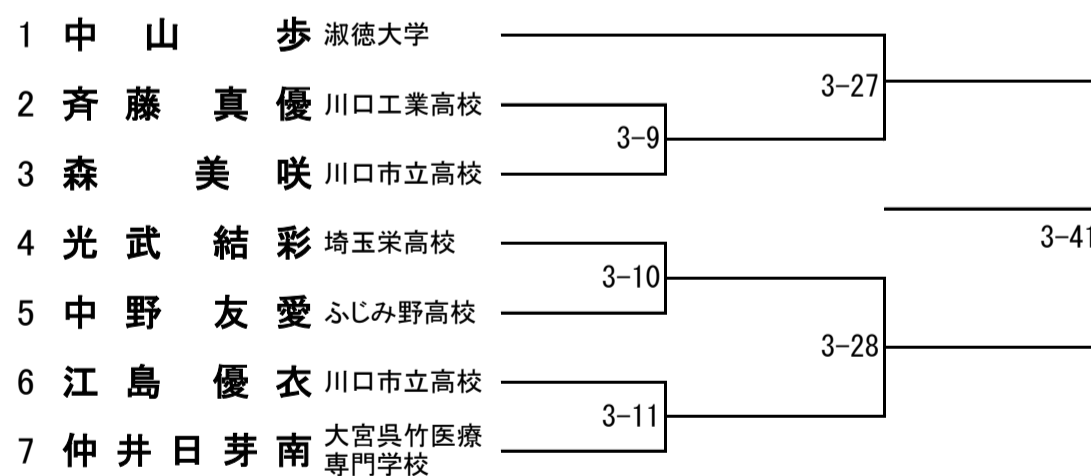 1 中山 歩 淑徳大学
3-27
2 斉藤 真優 川口工業高校
3-9
3 森 美咲 川口市立高校
4 光武 結彩 埼玉栄高校
3-41
3-10
5 中野 友愛 ふじみ野高校
3-28
6 江島 優衣 川口市立高校
3-11
7 仲井日芽南 大宮呉竹医療
専門学校